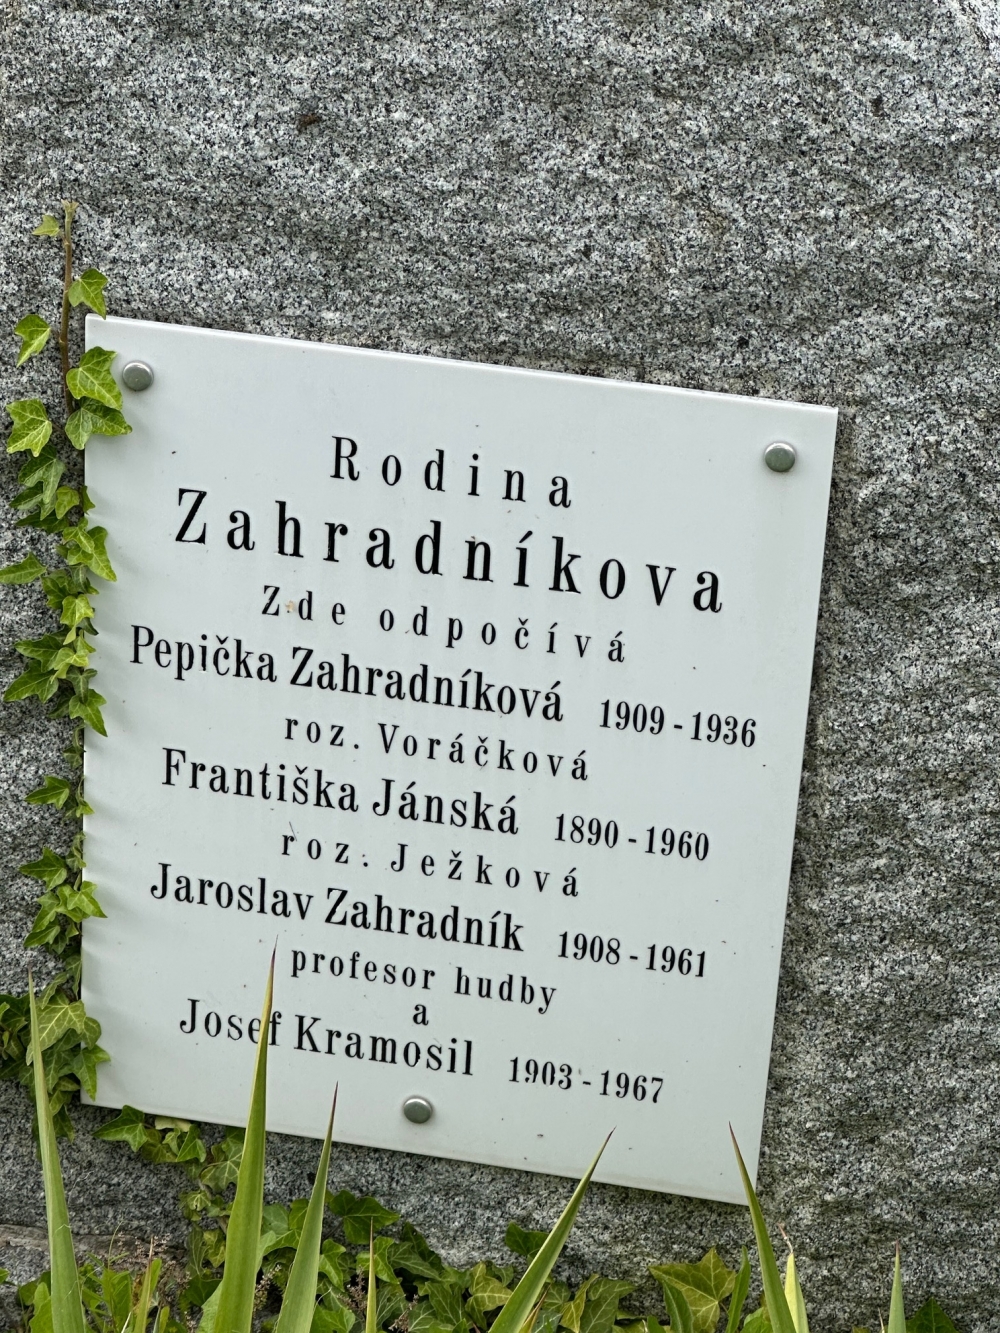 Rodina
Zahradníkova
Zde odpočívá
Pepička Zahradníková 1909-1936
roz. Voráčková
Františka Jánská 1890-1960
roz. Ježková
Jaroslav Zahradník 1908-1961
profesor hudby
a
Josef Kramosil 1903-1967